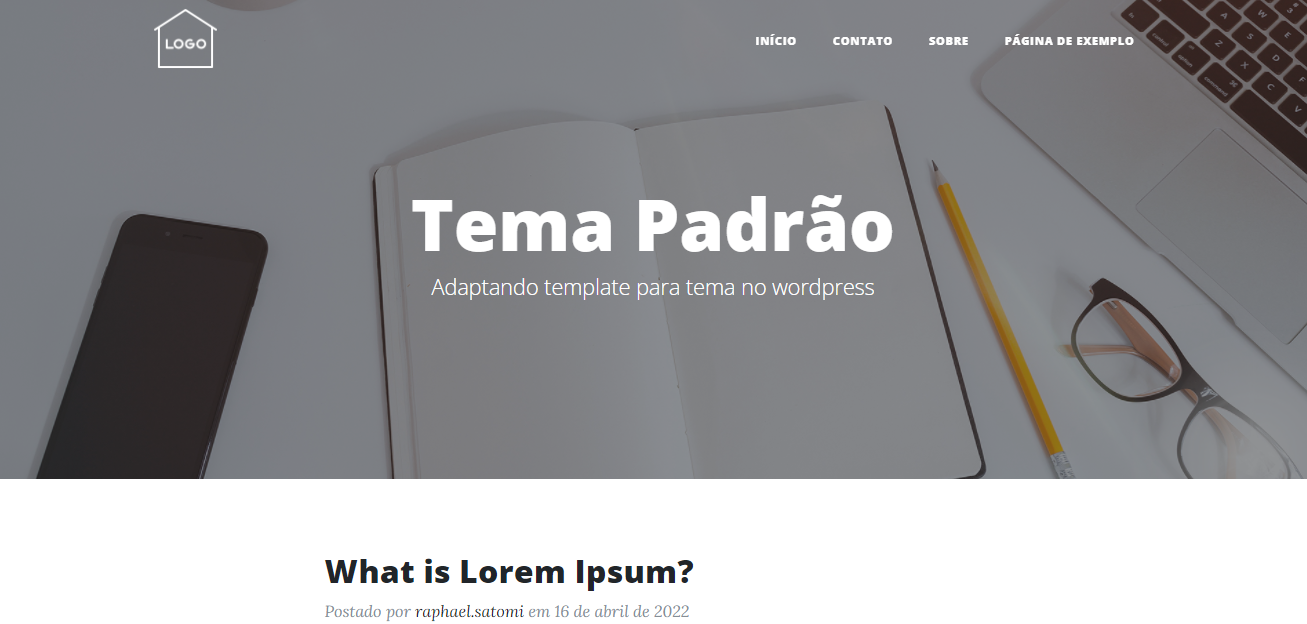 LOGO
INÍCIO CONTATO SOBRE PÁGINA DE EXEMPLO
Tema Padrão
Adaptando template para tema no wordpress
What is Lorem Ipsum?
Postado por raphael.satomi em 16 de abril de 2022